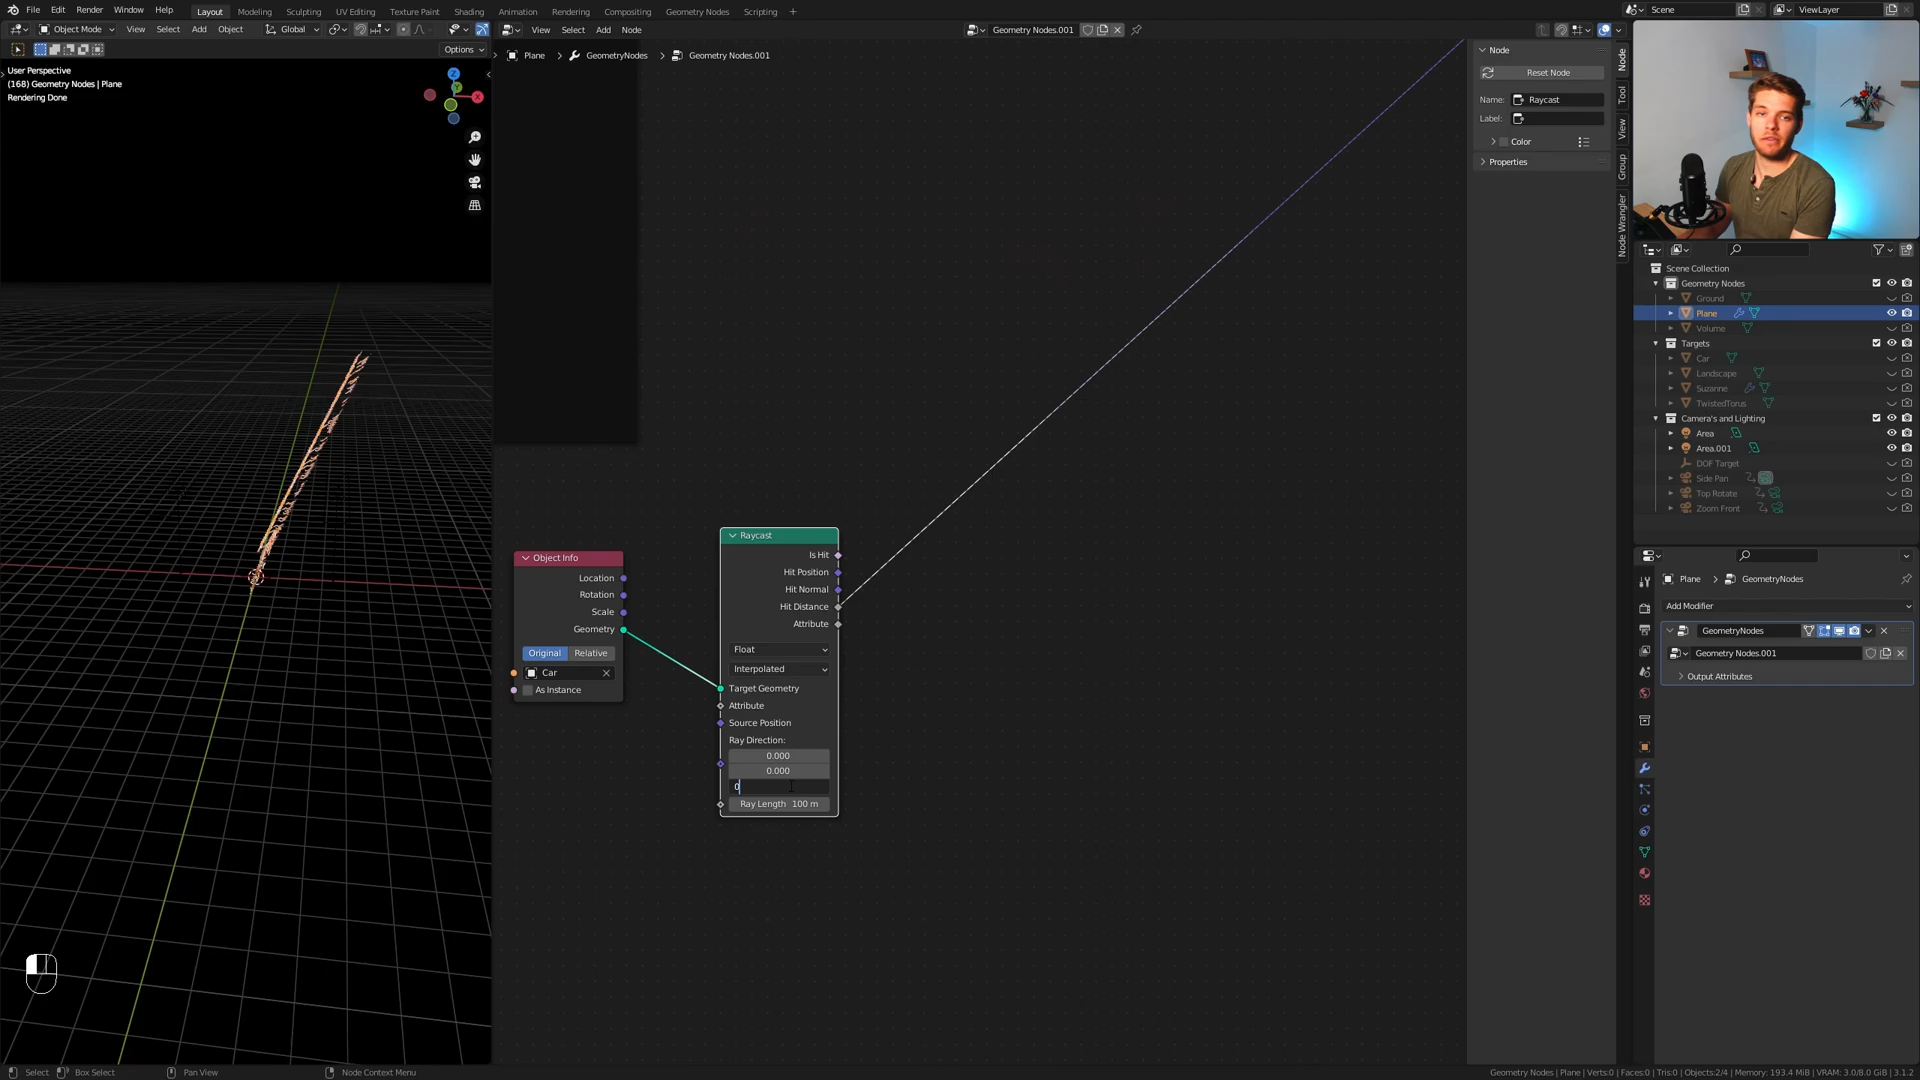 File Edit Render Window Help Layout Modeling Sculpting UV Editing Texture Paint Shading Animation Rendering Compositing Geometry Nodes Scripting +
Scene ViewLayer
Object Mode View Select Add Object Global
View Select Add Node Geometry Nodes.001
Options
Plane > GeometryNodes > Geometry Nodes.001
User Perspective
(168) Geometry Nodes | Plane
Rendering Done
Z
Y
X
Node
Reset Node
Name: Raycast
Label:
Color
Properties
Node
Tool
View
Group
Node Wrangler
Scene Collection
Geometry Nodes
Ground
Plane
Volume
Targets
Car
Landscape
Suzanne
TwistedTorus
Camera's and Lighting
Area
Area.001
DOF Target
Side Pan
Top Rotate
Zoom Front
Object Info
Location
Rotation
Scale
Geometry
Original Relative
Car
As Instance
Raycast
Is Hit
Hit Position
Hit Normal
Hit Distance
Attribute
Float
Interpolated
Target Geometry
Attribute
Source Position
Ray Direction:
0.000
0.000
0
Ray Length 100 m
Plane > GeometryNodes
Add Modifier
GeometryNodes
Geometry Nodes.001
Output Attributes
Select Box Select Pan View Node Context Menu
Geometry Nodes | Plane | Verts:0 | Faces:0 | Tris:0 | Objects:2/4 | Memory: 193.4 MiB | VRAM: 3.0/8.0 GiB | 3.1.2